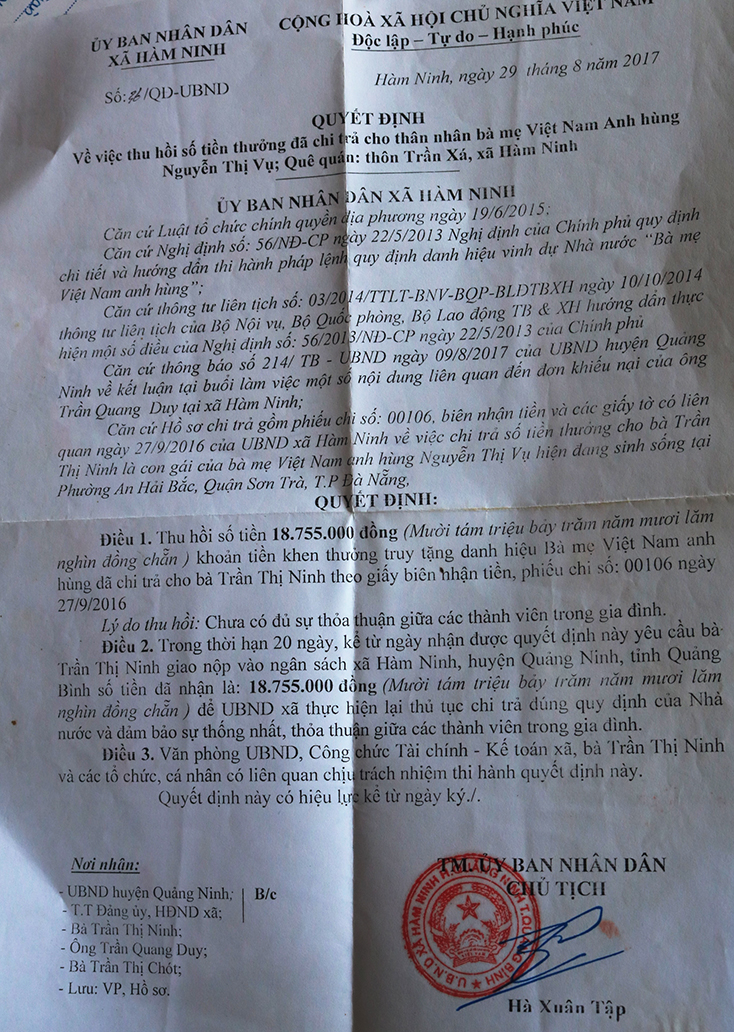 ỦY BAN NHÂN DÂN
XÃ HÀM NINH
CỘNG HOÀ XÃ HỘI CHỦ NGHĨA VIỆT NAM
Độc lập – Tự do – Hạnh phúc
Số: /QĐ-UBND
Hàm Ninh, ngày 29 tháng 8 năm 2017
QUYẾT ĐỊNH
Về việc thu hồi số tiền thưởng đã chi trả cho thân nhân bà mẹ Việt Nam Anh hùng
Nguyễn Thị Vụ; Quê quán: thôn Trần Xá, xã Hàm Ninh
ỦY BAN NHÂN DÂN XÃ HÀM NINH
Căn cứ Luật tổ chức chính quyền địa phương ngày 19/6/2015;
Căn cứ Nghị định số: 56/NĐ-CP ngày 22/5/2013 Nghị định của Chính phủ quy định
chi tiết và hướng dẫn thi hành pháp lệnh quy định danh hiệu vinh dự Nhà nước “Bà mẹ
Việt Nam anh hùng”;
Căn cứ thông tư liên tịch số: 03/2014/TTLT-BNV-BQP-BLDTBXH ngày 10/10/2014
thông tư liên tịch của Bộ Nội vụ, Bộ Quốc phòng, Bộ Lao động TB & XH hướng dẫn thực
hiện một số điều của Nghị định số: 56/2013/NĐ-CP ngày 22/5/2013 của Chính phủ
Căn cứ thông báo số 214/ TB - UBND ngày 09/8/2017 của UBND huyện Quảng
Ninh về kết luận tại buổi làm việc một số nội dung liên quan đến đơn khiếu nại của ông
Trần Quang Duy tại xã Hàm Ninh;
Căn cứ Hồ sơ chi trả gồm phiếu chi số: 00106, biên nhận tiền và các giấy tờ có liên
quan ngày 27/9/2016 của UBND xã Hàm Ninh về việc chi trả số tiền thưởng cho bà Trần
Thị Ninh là con gái của bà mẹ Việt Nam anh hùng Nguyễn Thị Vụ hiện đang sinh sống tại
Phường An Hải Bắc, Quận Sơn Trà, T.P Đà Nẵng,
QUYẾT ĐỊNH:
Điều 1. Thu hồi số tiền 18.755.000 đồng (Mười tám triệu bảy trăm năm mươi lăm
nghìn đồng chẵn ) khoản tiền khen thưởng truy tặng danh hiệu Bà mẹ Việt Nam anh
hùng đã chi trả cho bà Trần Thị Ninh theo giấy biên nhận tiền, phiếu chi số: 00106 ngày
27/9/2016
Lý do thu hồi: Chưa có đủ sự thỏa thuận giữa các thành viên trong gia đình.
Điều 2. Trong thời hạn 20 ngày, kể từ ngày nhận được quyết định này yêu cầu bà
Trần Thị Ninh giao nộp vào ngân sách xã Hàm Ninh, huyện Quảng Ninh, tỉnh Quảng
Bình số tiền đã nhận là: 18.755.000 đồng (Mười tám triệu bảy trăm năm mươi lăm
nghìn đồng chẵn ) để UBND xã thực hiện lại thủ tục chi trả đúng quy định của Nhà
nước và đảm bảo sự thống nhất, thỏa thuận giữa các thành viên trong gia đình.
Điều 3. Văn phòng UBND, Công chức Tài chính - Kế toán xã, bà Trần Thị Ninh
và các tổ chức, cá nhân có liên quan chịu trách nhiệm thi hành quyết định này.
Quyết định này có hiệu lực kể từ ngày ký./.
Nơi nhận:
- UBND huyện Quảng Ninh; B/c
- T.T Đảng ủy, HĐND xã;
- Bà Trần Thị Ninh;
- Ông Trần Quang Duy;
- Bà Trần Thị Chót;
- Lưu: VP, Hồ sơ.
TM. ỦY BAN NHÂN DÂN
CHỦ TỊCH
U.B.N.D XÃ HÀM NINH H.QUẢNG NINH T.QUẢNG BÌNH
Hà Xuân Tập